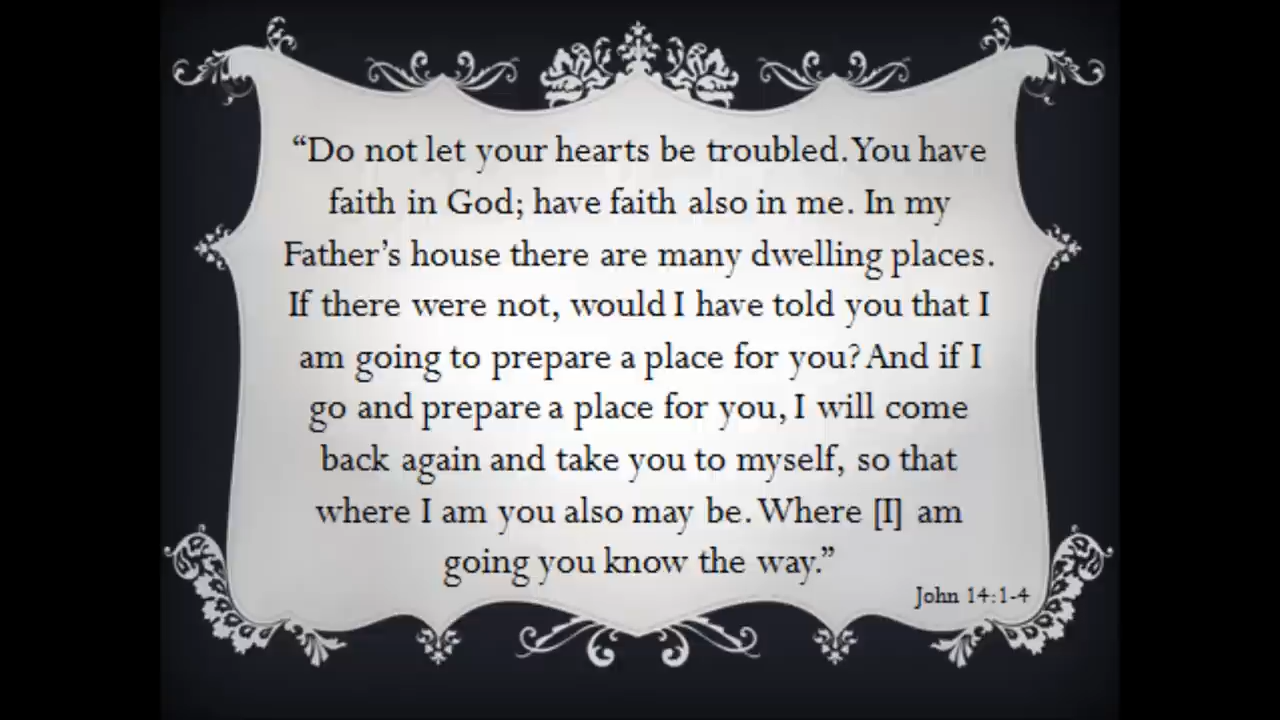 “Do not let your hearts be troubled. You have
faith in God; have faith also in me. In my
Father’s house there are many dwelling places.
If there were not, would I have told you that I
am going to prepare a place for you? And if I
go and prepare a place for you, I will come
back again and take you to myself, so that
where I am you also may be. Where [I] am
going you know the way.”
John 14:1-4